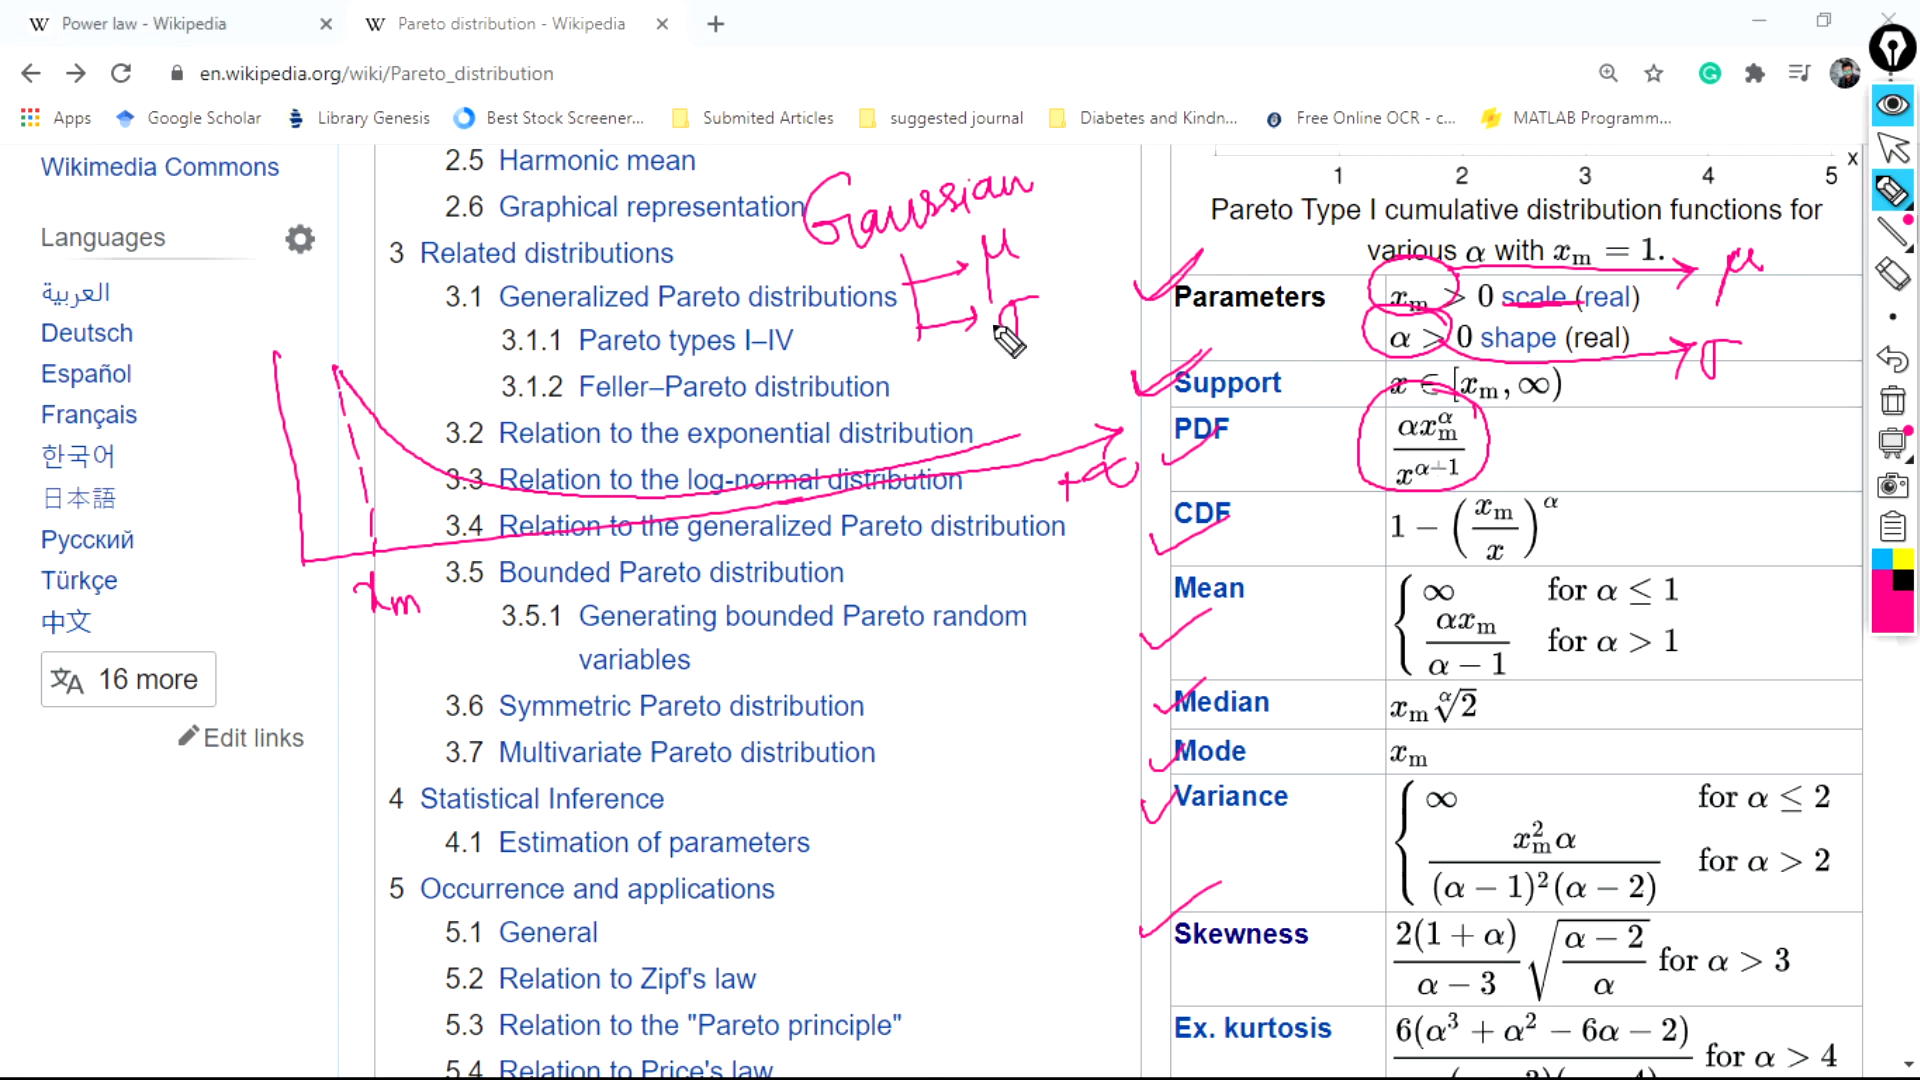 Power law - Wikipedia
Pareto distribution - Wikipedia
en.wikipedia.org/wiki/Pareto_distribution
Apps
Google Scholar
Library Genesis
Best Stock Screener...
Submited Articles
suggested journal
Diabetes and Kindn...
Free Online OCR - c...
MATLAB Programm...
Wikimedia Commons
Languages
العربية
Deutsch
Español
Français
한국어
日本語
Русский
Türkçe
中文
16 more
Edit links
2.5 Harmonic mean
2.6 Graphical representation
3 Related distributions
3.1 Generalized Pareto distributions
3.1.1 Pareto types I–IV
3.1.2 Feller–Pareto distribution
3.2 Relation to the exponential distribution
3.3 Relation to the log-normal distribution
3.4 Relation to the generalized Pareto distribution
3.5 Bounded Pareto distribution
3.5.1 Generating bounded Pareto random
variables
3.6 Symmetric Pareto distribution
3.7 Multivariate Pareto distribution
4 Statistical Inference
4.1 Estimation of parameters
5 Occurrence and applications
5.1 General
5.2 Relation to Zipf's law
5.3 Relation to the "Pareto principle"
5.4 Relation to Price's law
Gaussian
μ
σ
+∞
xm
1 2 3 4 5 x
Pareto Type I cumulative distribution functions for
various α with xm = 1.
Parameters xm > 0 scale (real) μ
α > 0 shape (real) σ
Support x ∈ [xm, ∞)
PDF αxm^α / x^(α+1)
CDF 1 − (xm/x)^α
Mean ∞ for α ≤ 1
αxm / (α − 1) for α > 1
Median xm ᵅ√2
Mode xm
Variance ∞ for α ≤ 2
xm²α / ((α − 1)²(α − 2)) for α > 2
Skewness 2(1 + α) / (α − 3) √((α − 2) / α) for α > 3
Ex. kurtosis 6(α³ + α² − 6α − 2) for α > 4